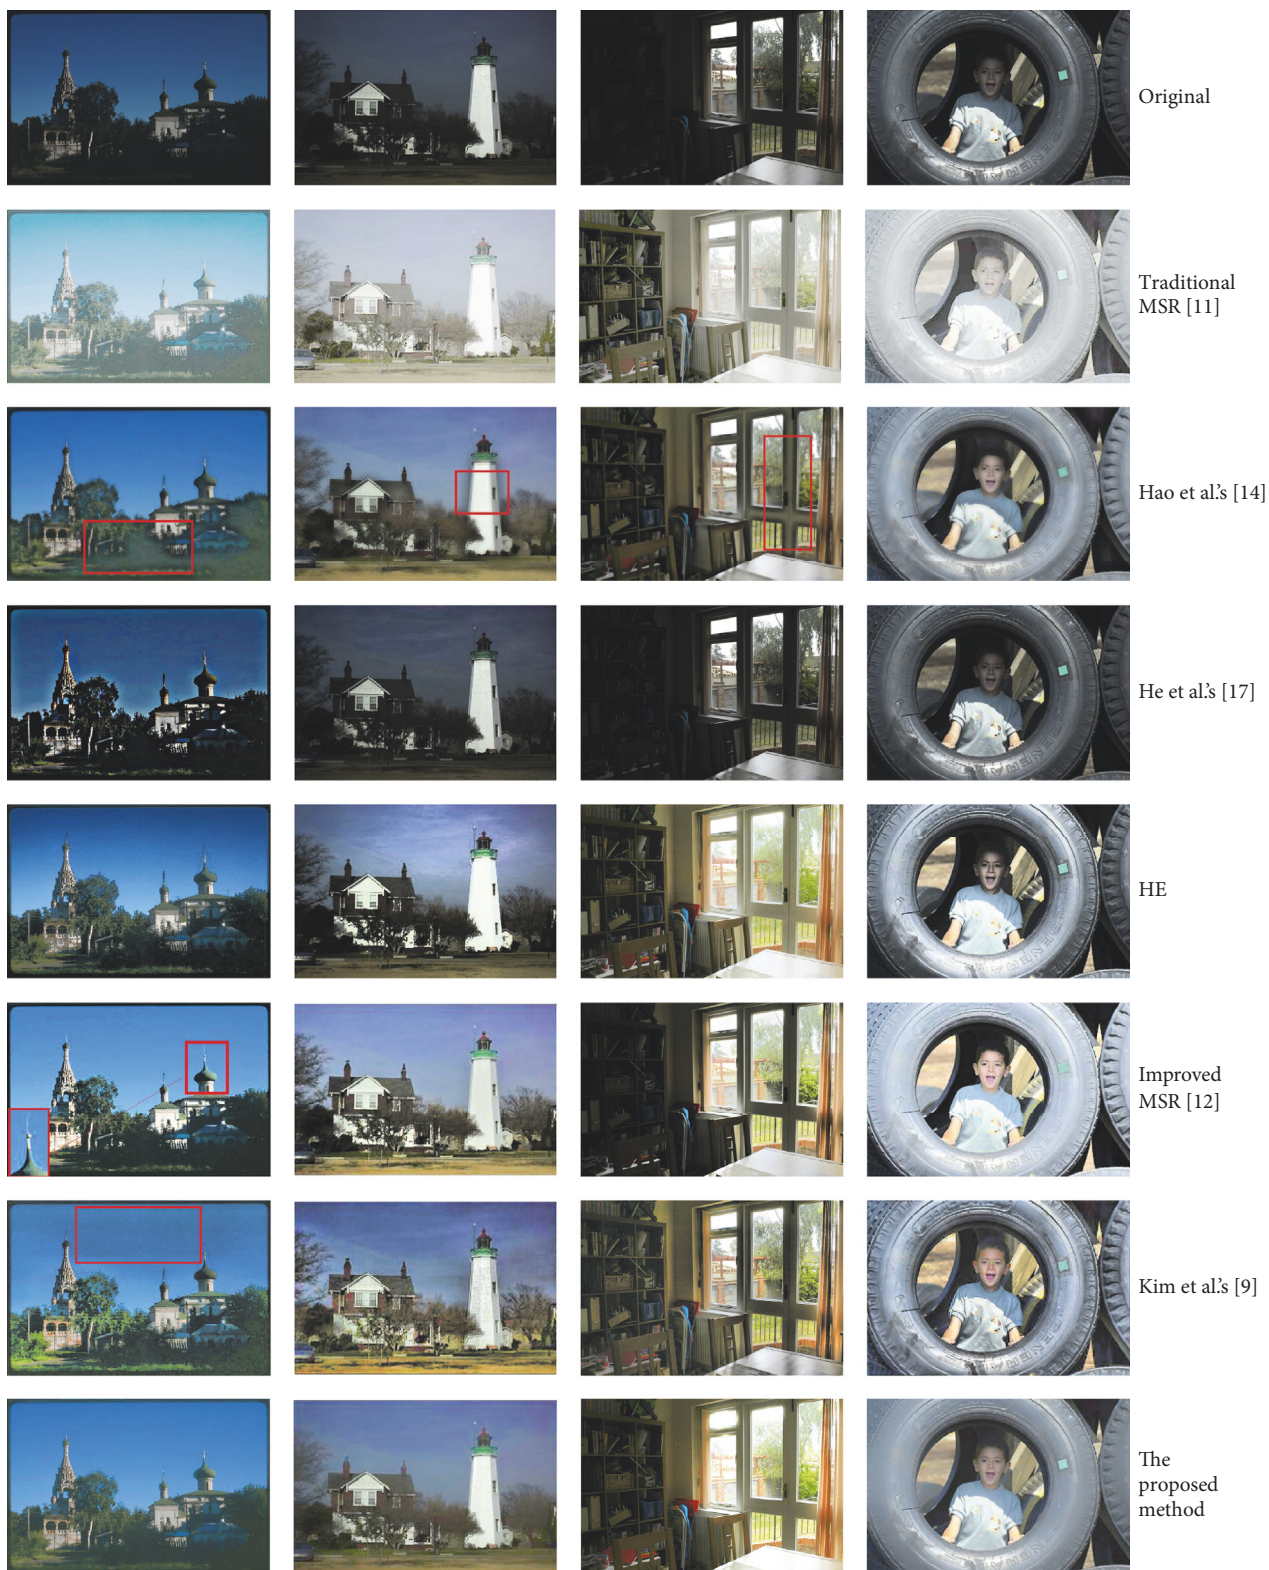 Original
Traditional
MSR [11]
Hao et al.'s [14]
He et al.'s [17]
HE
Improved
MSR [12]
Kim et al.'s [9]
The
proposed
method